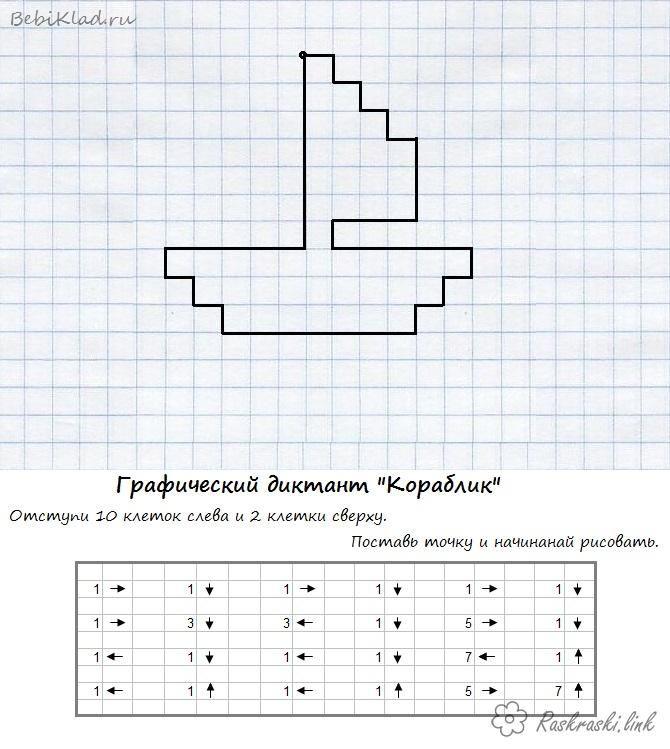 BebiKlad.ru
Графический диктант "Кораблик"
Отступи 10 клеток слева и 2 клетки сверху.
Поставь точку и начинанай рисовать.
1 → 1 ↓ 1 → 1 ↓ 1 → 1 ↓
1 → 3 ↓ 3 ← 1 ↓ 5 → 1 ↓
1 ← 1 ↓ 1 ← 1 ↓ 7 ← 1 ↑
1 ← 1 ↑ 1 ← 1 ↑ 5 → 7 ↑
Raskraski.link